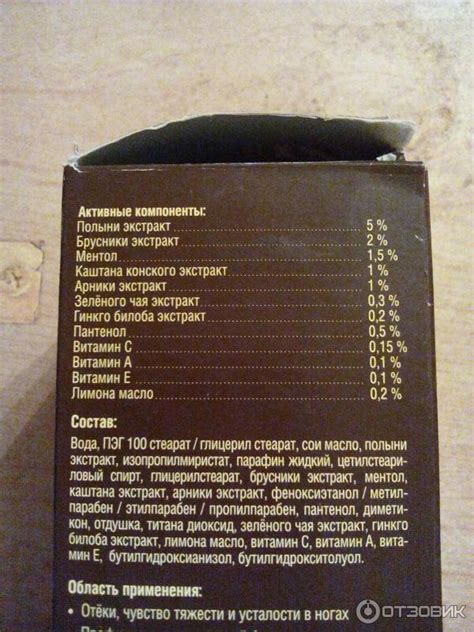 Активные компоненты:
Полыни экстракт 5 %
Брусники экстракт 2 %
Ментол 1,5 %
Каштана конского экстракт 1 %
Арники экстракт 1 %
Зелёного чая экстракт 0,3 %
Гинкго билоба экстракт 0,2 %
Пантенол 0,5 %
Витамин С 0,15 %
Витамин А 0,1 %
Витамин Е 0,1 %
Лимона масло 0,2 %
Состав:
Вода, ПЭГ 100 стеарат / глицерил стеарат, сои масло, полыни
экстракт, изопропилмиристат, парафин жидкий, цетилстеари-
ловый спирт, глицерилстеарат, брусники экстракт, ментол,
каштана экстракт, арники экстракт, феноксиэтанол / метил-
парабен / этилпарабен / пропилпарабен, пантенол, димети-
кон, отдушка, титана диоксид, зелёного чая экстракт, гинкго
билоба экстракт, лимона масло, витамин С, витамин А, вита-
мин Е, бутилгидроксианизол, бутилгидрокситолуол.
Область применения:
• Отёки, чувство тяжести и усталости в ногах
ОТЗОВИК